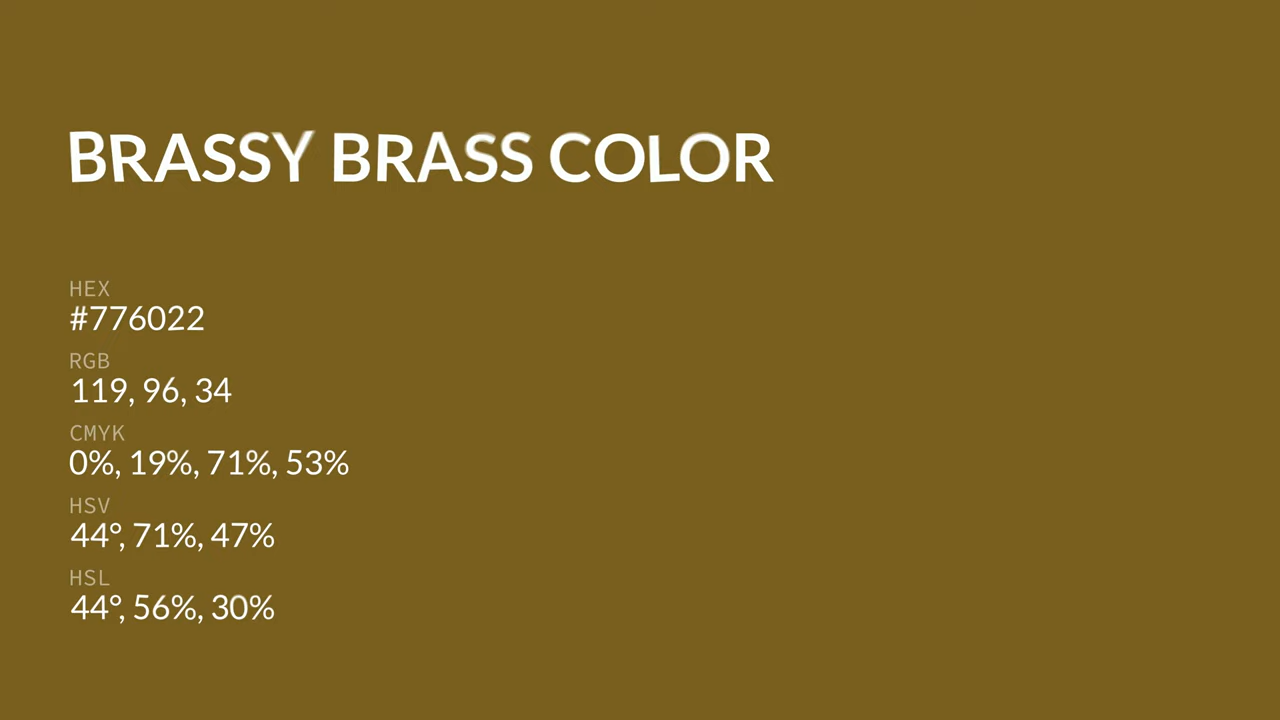 BRASSY BRASS COLOR
HEX
#776022
RGB
119, 96, 34
CMYK
0%, 19%, 71%, 53%
HSV
44°, 71%, 47%
HSL
44°, 56%, 30%